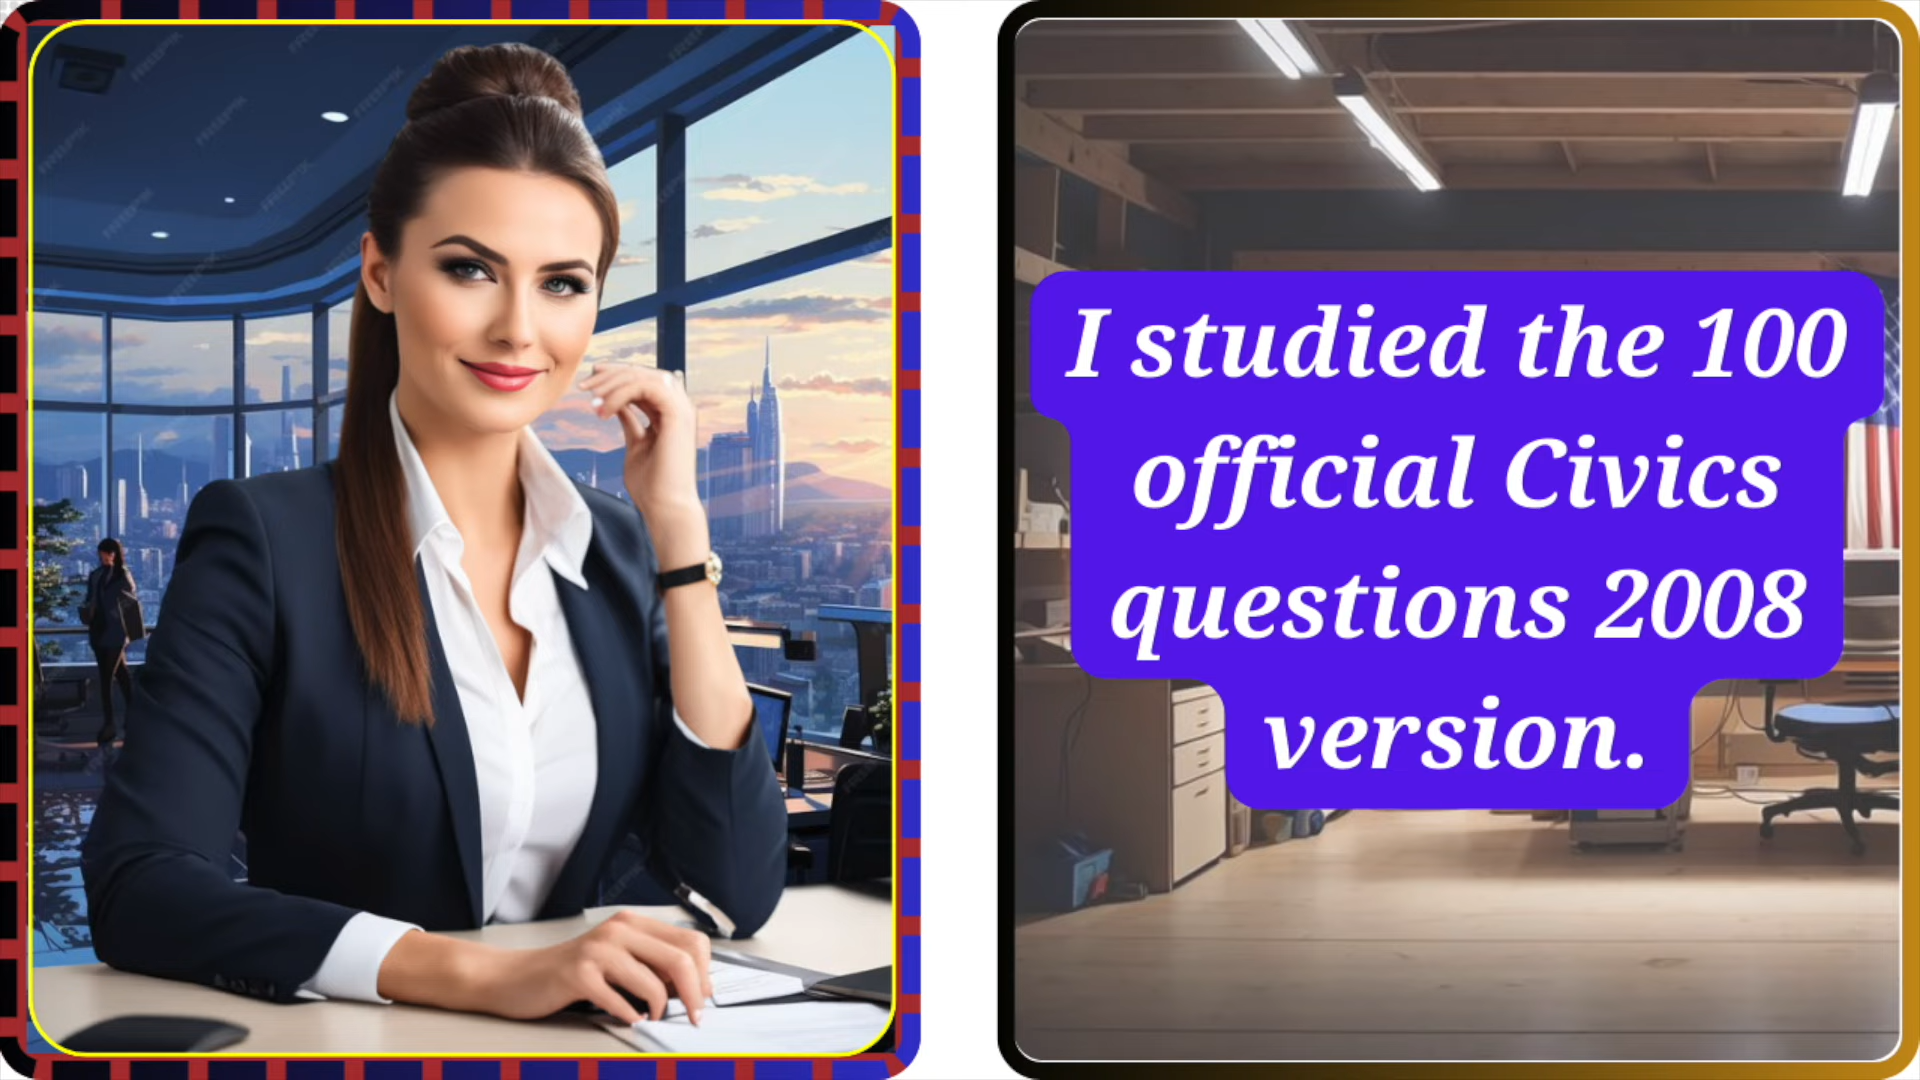 I studied the 100
official Civics
questions 2008
version.